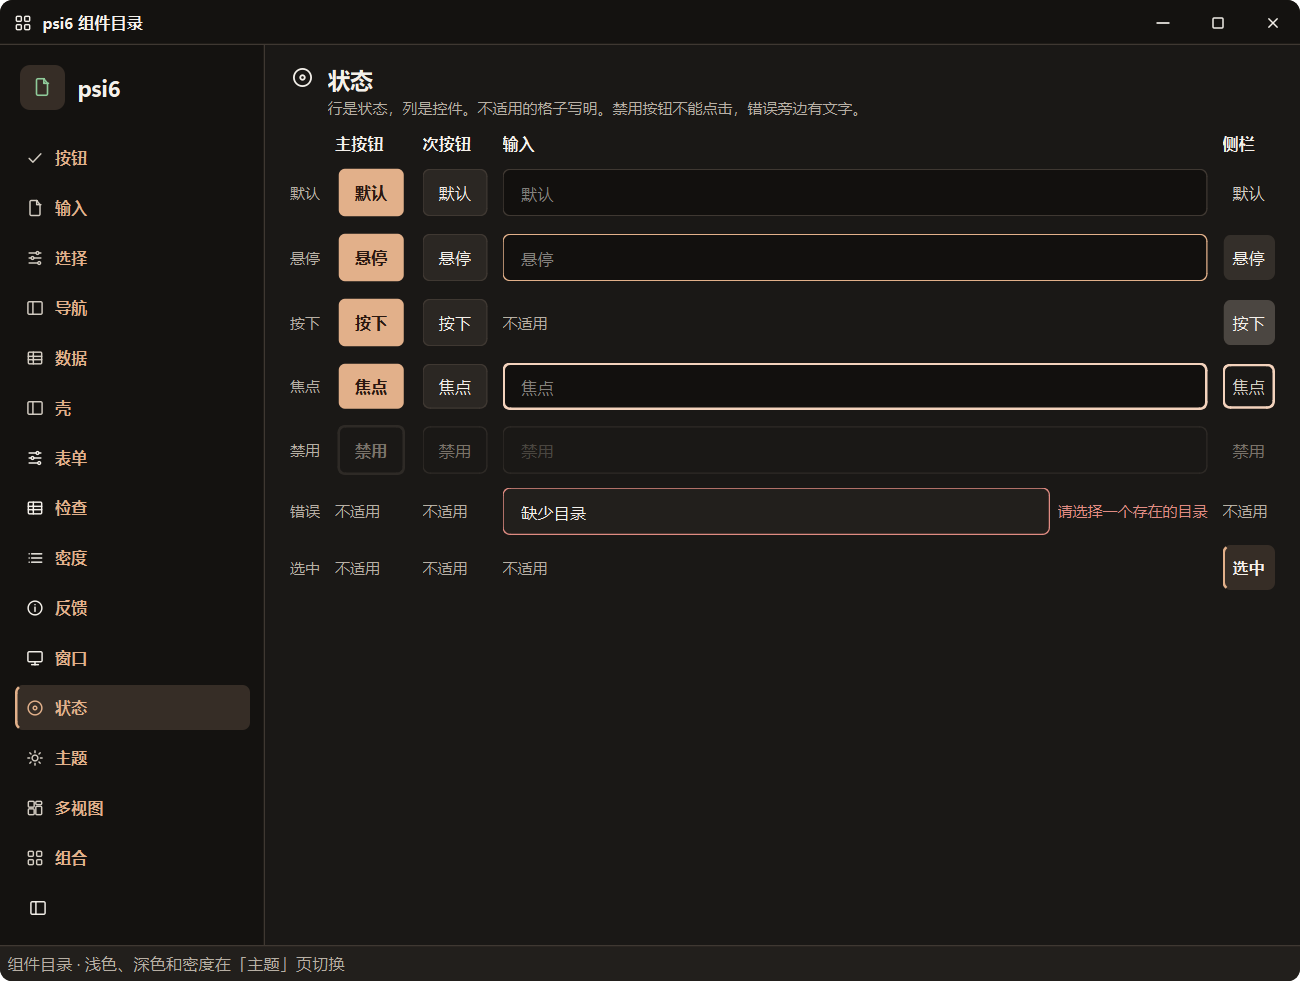 psi6 组件目录
psi6
按钮
输入
选择
导航
数据
壳
表单
检查
密度
反馈
窗口
状态
主题
多视图
组合
状态
行是状态，列是控件。不适用的格子写明。禁用按钮不能点击，错误旁边有文字。
主按钮 次按钮 输入 侧栏
默认 默认 默认 默认 默认
悬停 悬停 悬停 悬停 悬停
按下 按下 按下 不适用 按下
焦点 焦点 焦点 焦点 焦点
禁用 禁用 禁用 禁用 禁用
错误 不适用 不适用 缺少目录 请选择一个存在的目录 不适用
选中 不适用 不适用 不适用 选中
组件目录 · 浅色、深色和密度在「主题」页切换